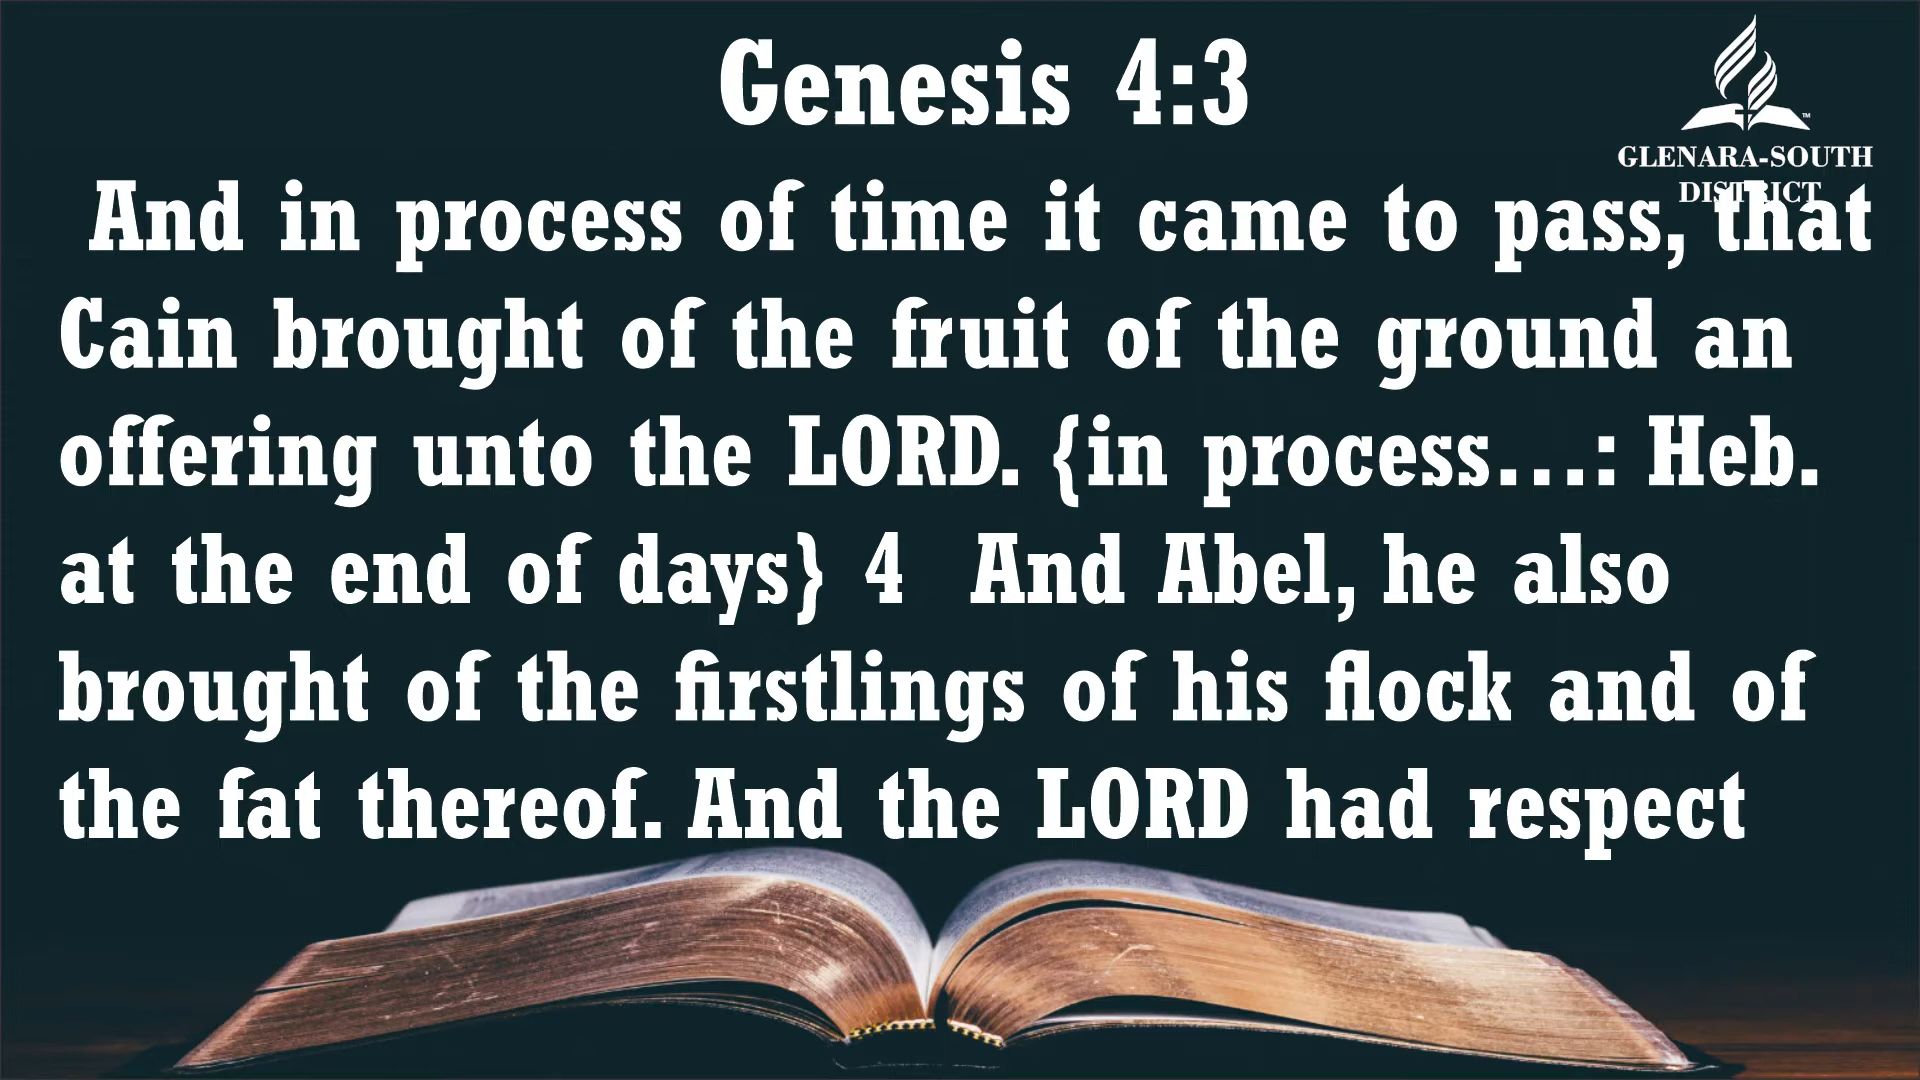 Genesis 4:3
GLENARA-SOUTH
DISTRICT
And in process of time it came to pass, that
Cain brought of the fruit of the ground an
offering unto the LORD. {in process…: Heb.
at the end of days} 4 And Abel, he also
brought of the firstlings of his flock and of
the fat thereof. And the LORD had respect